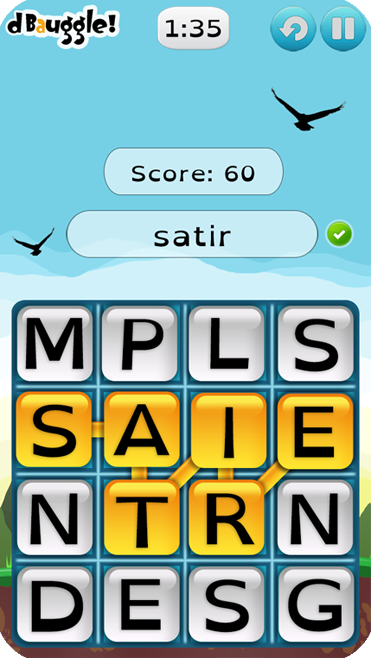 dBauggle!
1:35
Score: 60
satir
M P L S
S A I E
N T R N
D E S G